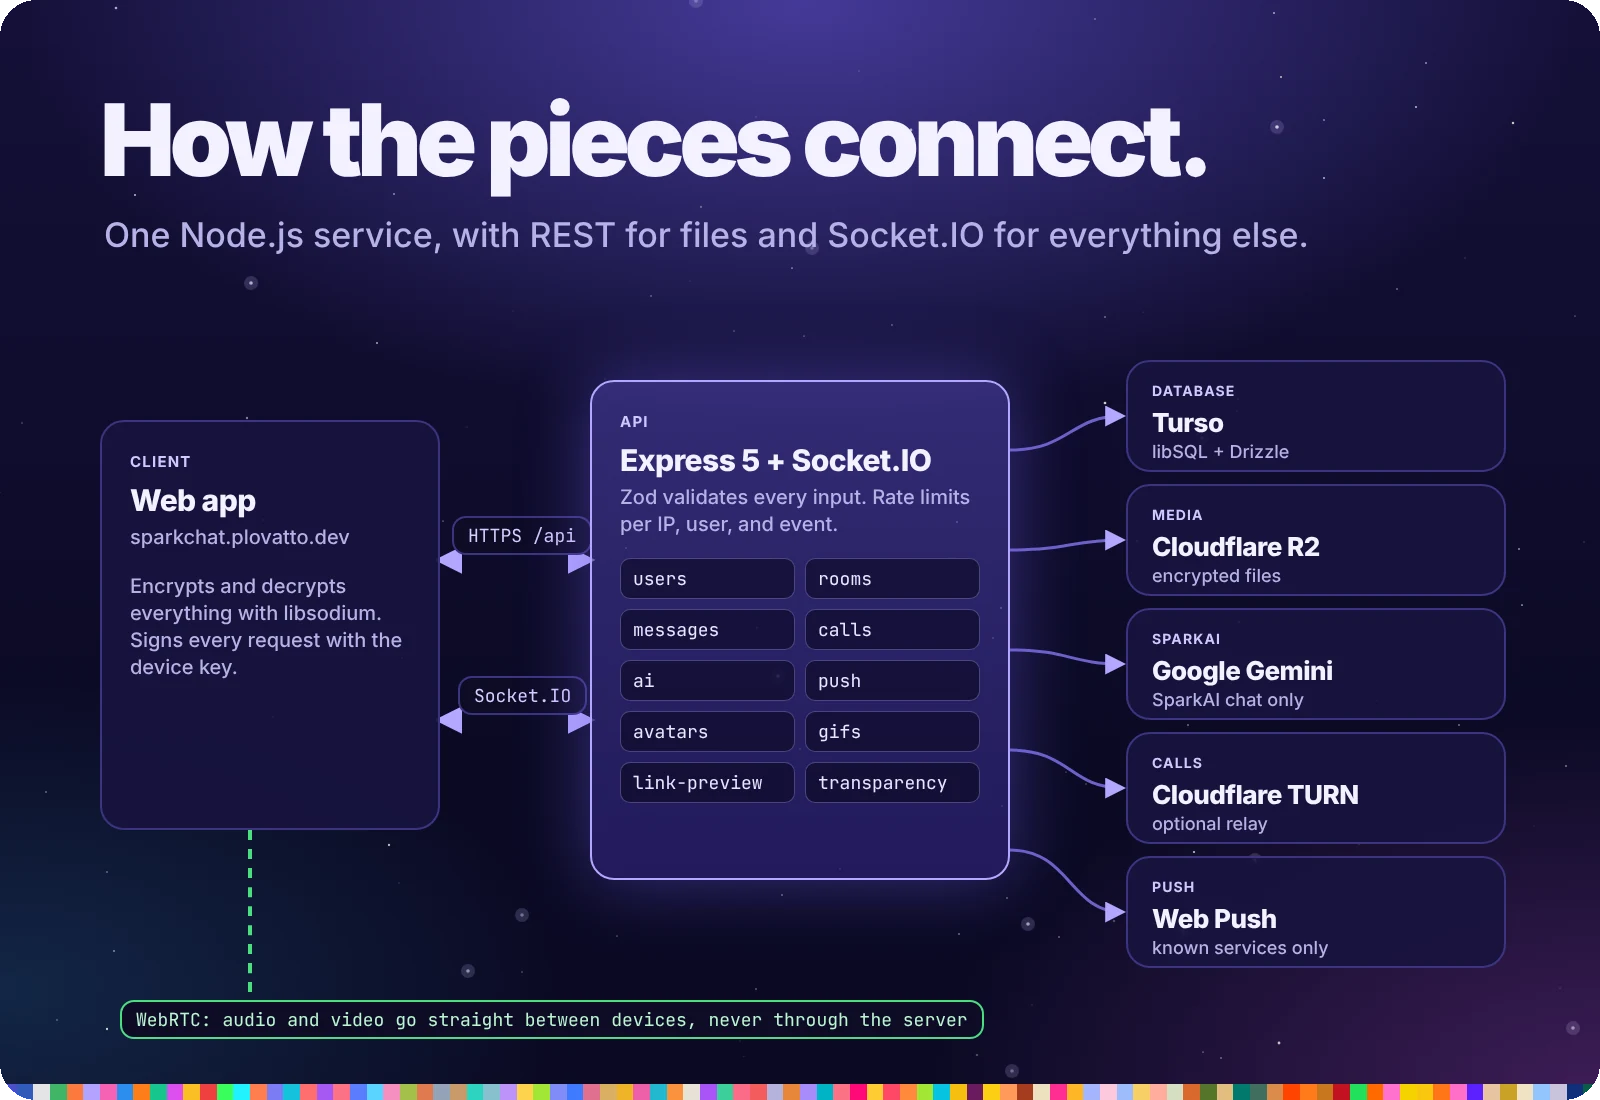 How the pieces connect.
One Node.js service, with REST for files and Socket.IO for everything else.
CLIENT
Web app
sparkchat.plovatto.dev
Encrypts and decrypts
everything with libsodium.
Signs every request with the
device key.
HTTPS /api
Socket.IO
API
Express 5 + Socket.IO
Zod validates every input. Rate limits
per IP, user, and event.
users
rooms
messages
calls
ai
push
avatars
gifs
link-preview
transparency
DATABASE
Turso
libSQL + Drizzle
MEDIA
Cloudflare R2
encrypted files
SPARKAI
Google Gemini
SparkAI chat only
CALLS
Cloudflare TURN
optional relay
PUSH
Web Push
known services only
WebRTC: audio and video go straight between devices, never through the server